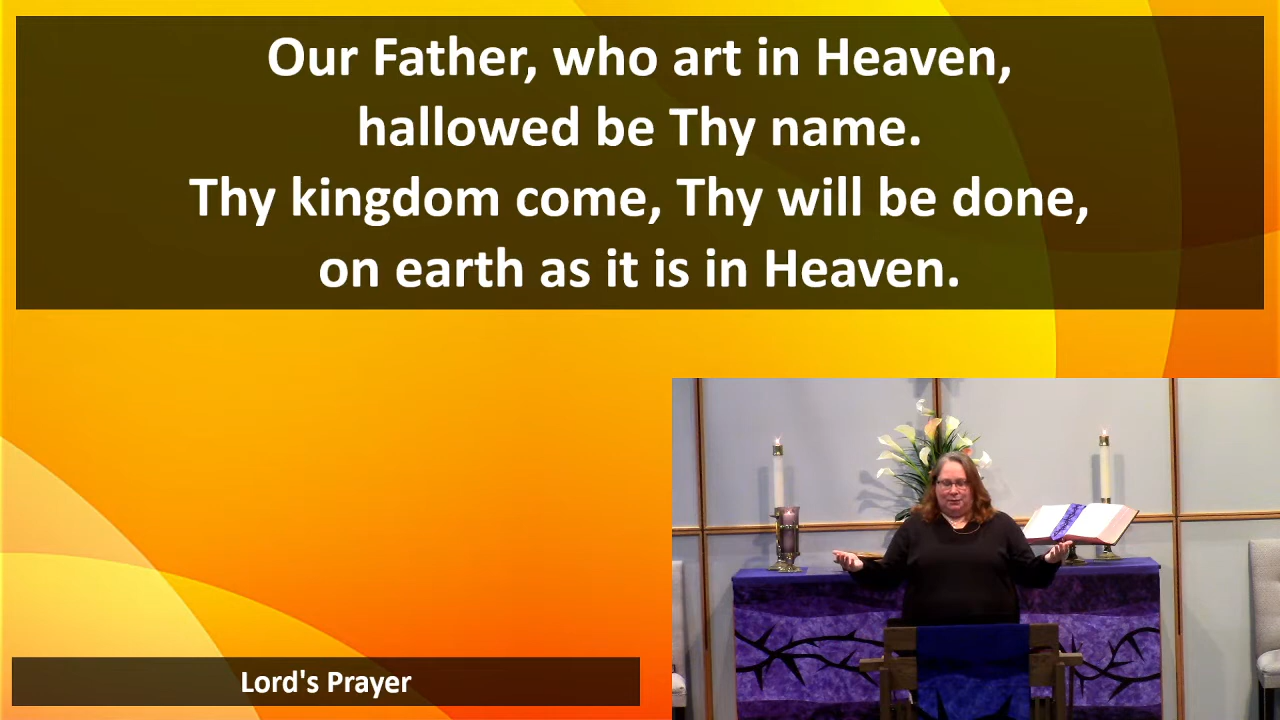 Our Father, who art in Heaven,
hallowed be Thy name.
Thy kingdom come, Thy will be done,
on earth as it is in Heaven.
Lord's Prayer